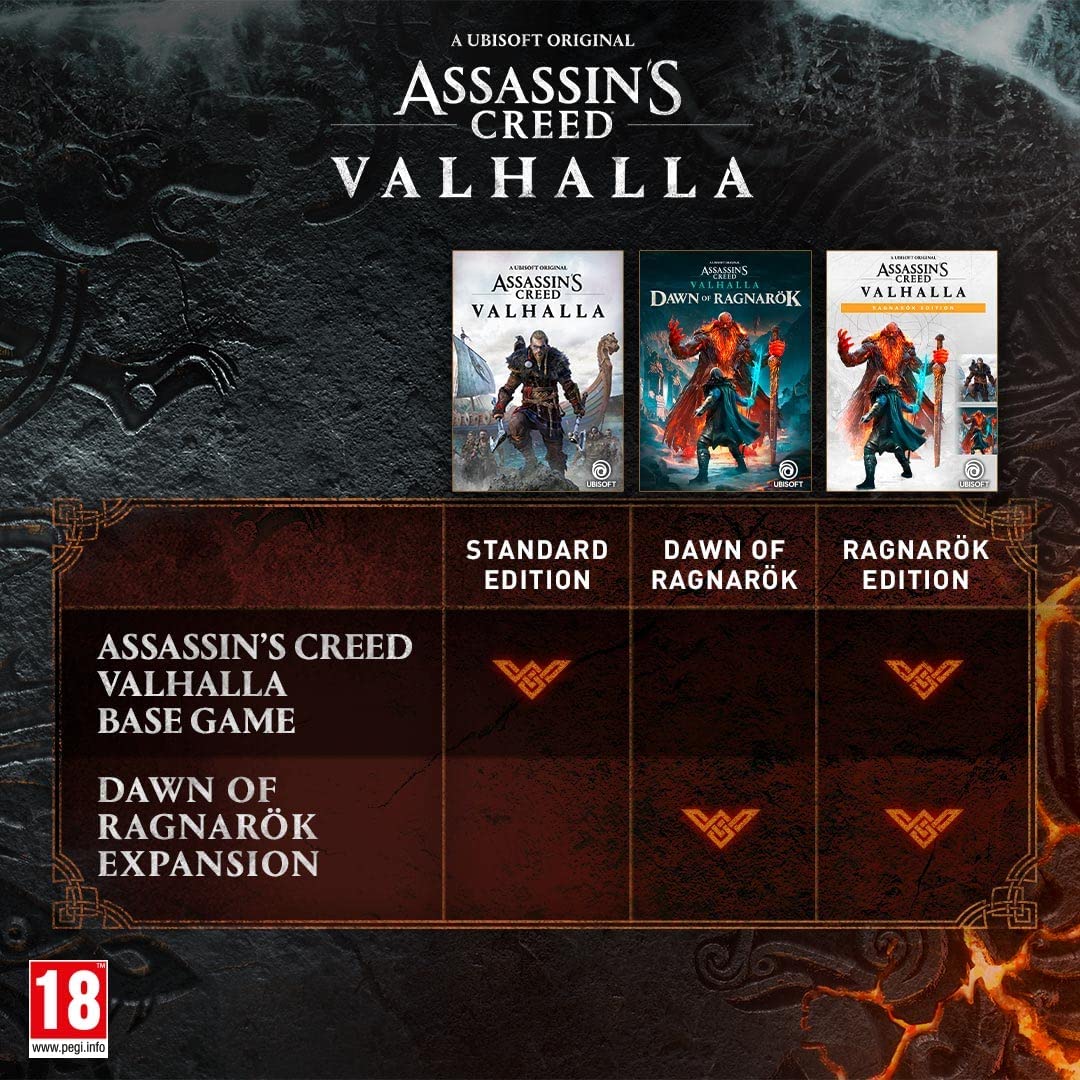 A UBISOFT ORIGINAL
ASSASSIN'S
CREED
VALHALLA
A UBISOFT ORIGINAL
ASSASSIN'S
CREED
VALHALLA
UBISOFT
A UBISOFT ORIGINAL
ASSASSIN'S
CREED
VALHALLA
DAWN OF RAGNARÖK
UBISOFT
A UBISOFT ORIGINAL
ASSASSIN'S
CREED
VALHALLA
RAGNARÖK EDITION
UBISOFT
STANDARD
EDITION
DAWN OF
RAGNARÖK
RAGNARÖK
EDITION
ASSASSIN'S CREED
VALHALLA
BASE GAME
DAWN OF
RAGNARÖK
EXPANSION
18
TM
www.pegi.info